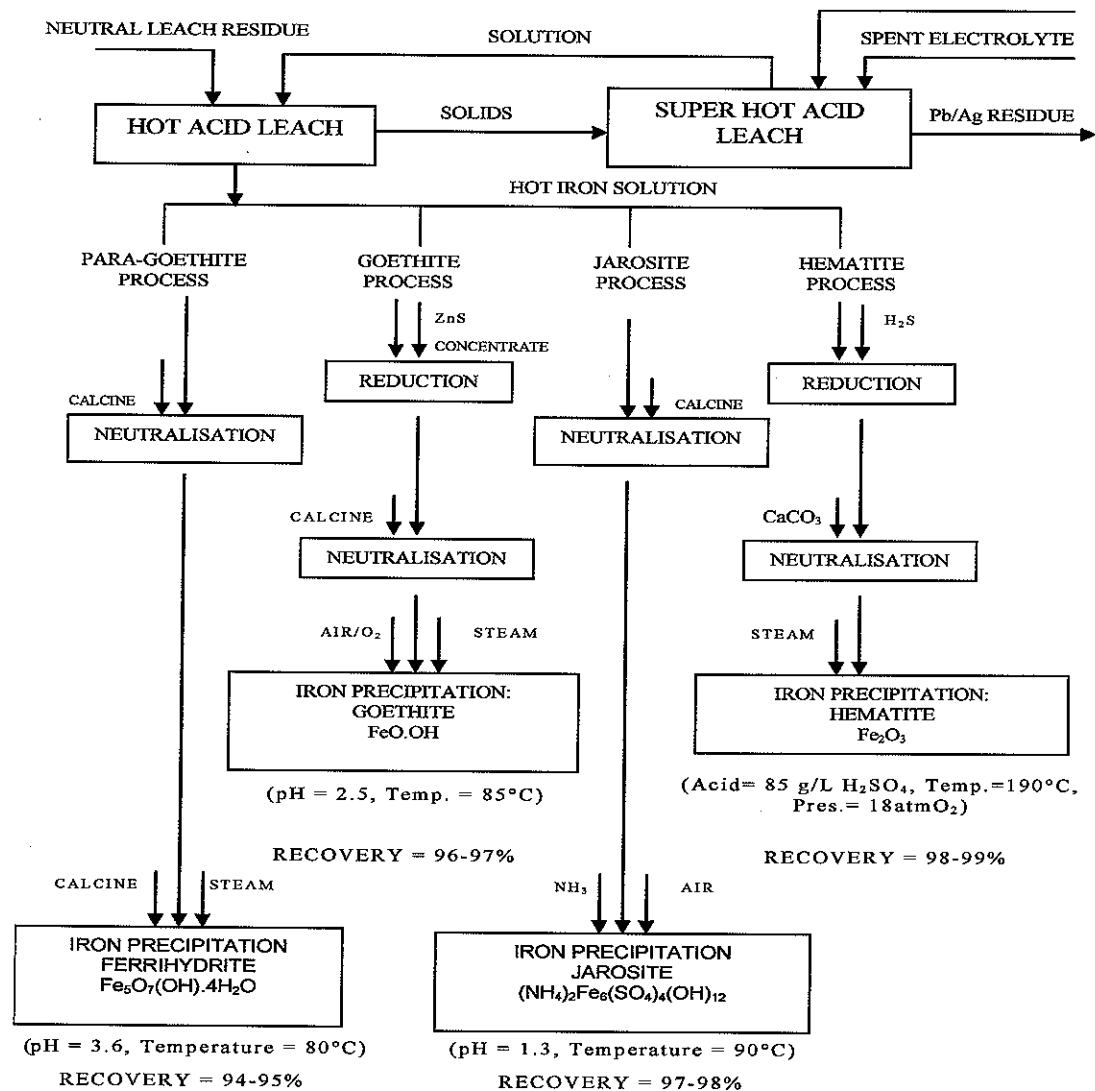 NEUTRAL LEACH RESIDUE
SOLUTION
SPENT ELECTROLYTE
HOT ACID LEACH
SOLIDS
SUPER HOT ACID
LEACH
Pb/Ag RESIDUE
HOT IRON SOLUTION
PARA-GOETHITE
PROCESS
GOETHITE
PROCESS
JAROSITE
PROCESS
HEMATITE
PROCESS
ZnS
CONCENTRATE
H₂S
REDUCTION
REDUCTION
CALCINE
CALCINE
NEUTRALISATION
NEUTRALISATION
CALCINE
CaCO₃
NEUTRALISATION
NEUTRALISATION
AIR/O₂
STEAM
STEAM
IRON PRECIPITATION:
GOETHITE
FeO.OH
IRON PRECIPITATION:
HEMATITE
Fe₂O₃
(pH = 2.5, Temp. = 85°C)
(Acid= 85 g/L H₂SO₄, Temp.=190°C,
Pres.= 18atmO₂)
RECOVERY = 96-97%
RECOVERY = 98-99%
CALCINE
STEAM
NH₃
AIR
IRON PRECIPITATION
FERRIHYDRITE
Fe₅O₇(OH).4H₂O
IRON PRECIPITATION
JAROSITE
(NH₄)₂Fe₆(SO₄)₄(OH)₁₂
(pH = 3.6, Temperature = 80°C)
(pH = 1.3, Temperature = 90°C)
RECOVERY = 94-95%
RECOVERY = 97-98%